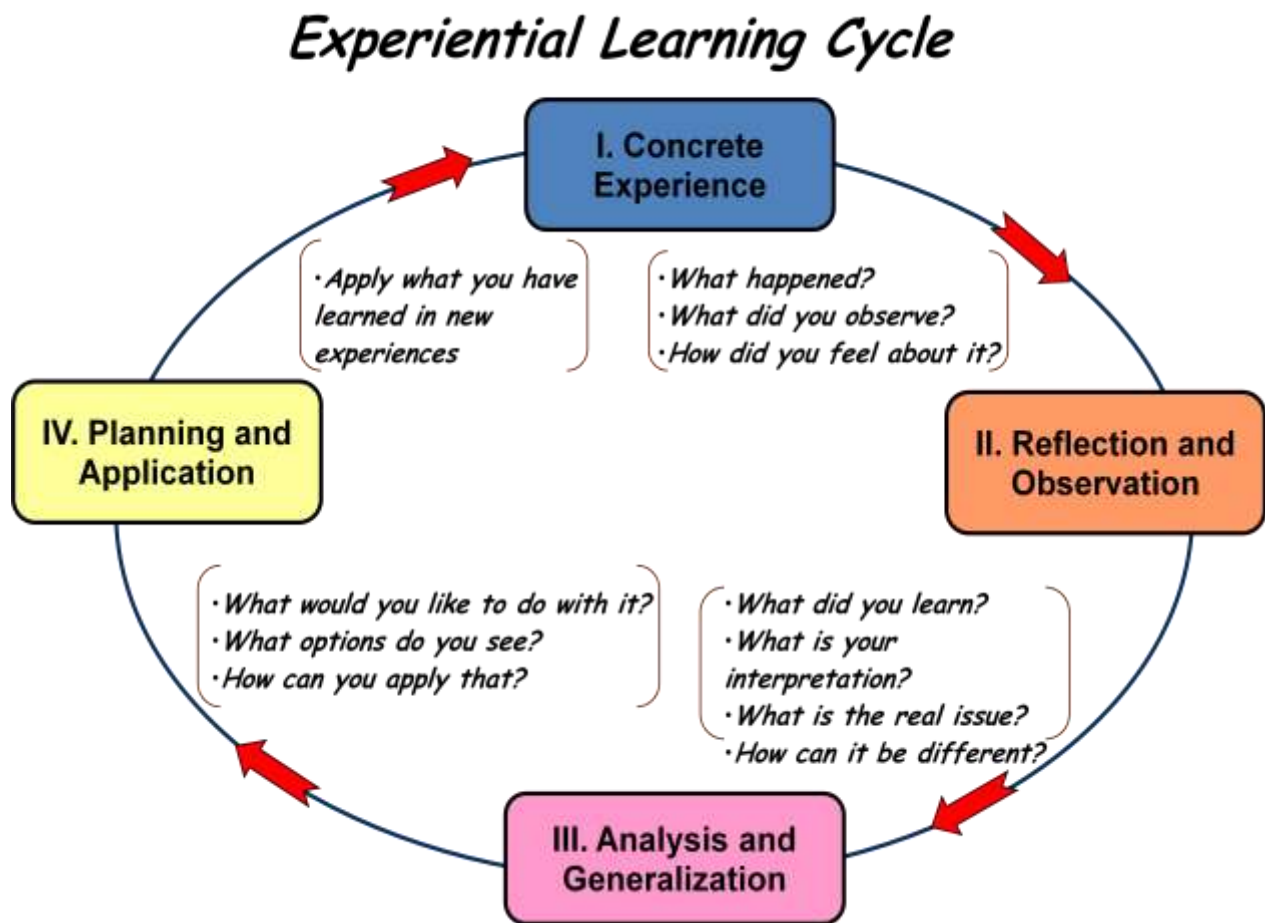 Experiential Learning Cycle
I. Concrete
Experience
•Apply what you have
learned in new
experiences
•What happened?
•What did you observe?
•How did you feel about it?
IV. Planning and
Application
II. Reflection and
Observation
•What would you like to do with it?
•What options do you see?
•How can you apply that?
•What did you learn?
•What is your
interpretation?
•What is the real issue?
•How can it be different?
III. Analysis and
Generalization